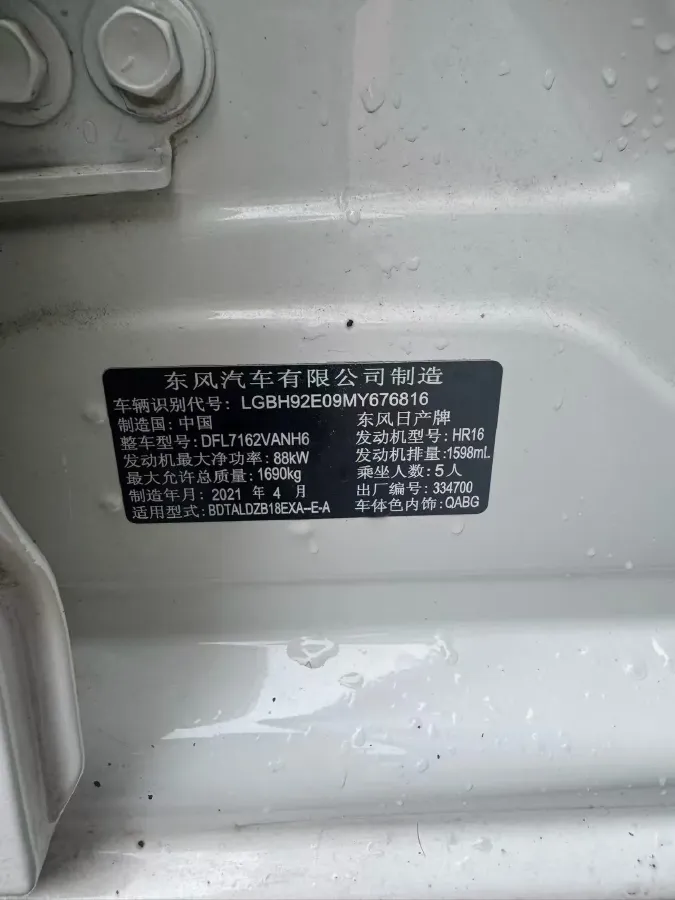 东风汽车有限公司制造
车辆识别代号: LGBH92E09MY676816
制造国: 中国 东风日产牌
整车型号: DFL7162VANH6 发动机型号: HR16
发动机最大净功率: 88kW 发动机排量: 1598mL
最大允许总质量: 1690kg 乘坐人数: 5人
制造年月: 2021 年 4 月 出厂编号: 334700
适用型式: BDTALDZB18EXA-E-A 车体色内饰: QABG